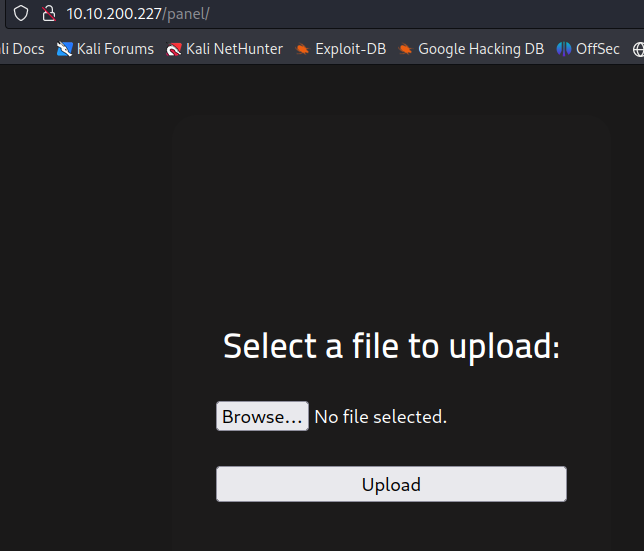 10.10.200.227/panel/
li Docs Kali Forums Kali NetHunter Exploit-DB Google Hacking DB OffSec
Select a file to upload:
Browse... No file selected.
Upload